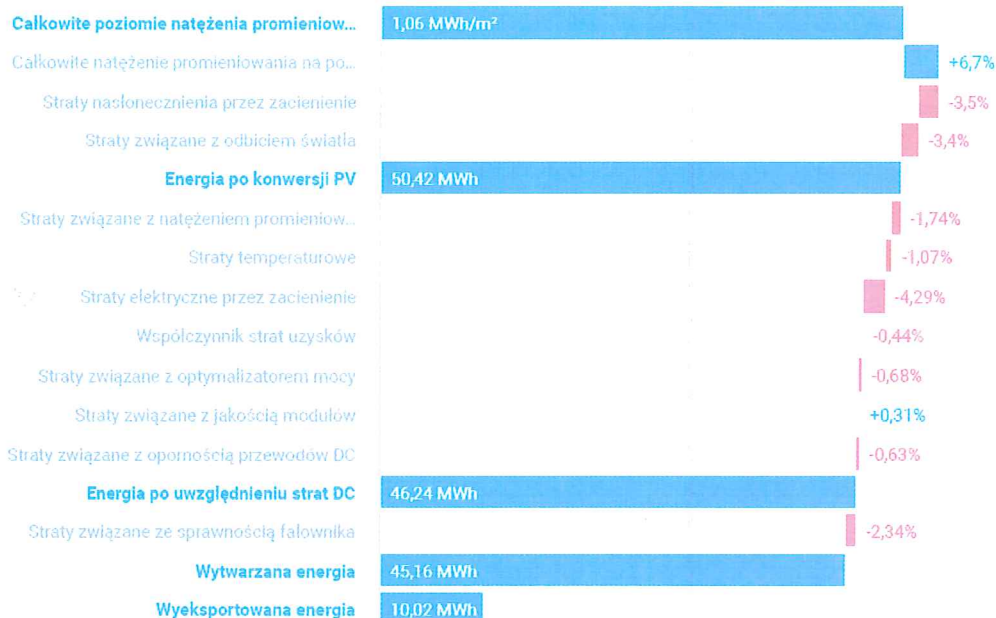 Całkowite poziomie natężenia promieniow... 1,06 MWh/m²
Całkowite natężenie promieniowania na po... +6,7%
Straty nasłonecznienia przez zacienienie -3,5%
Straty związane z odbiciem światła -3,4%
Energia po konwersji PV 50,42 MWh
Straty związane z natężeniem promieniow... -1,74%
Straty temperaturowe -1,07%
Straty elektryczne przez zacienienie -4,29%
Współczynnik strat uzysków -0,44%
Straty związane z optymalizatorem mocy -0,68%
Straty związane z jakością modułów +0,31%
Straty związane z opornością przewodów DC -0,63%
Energia po uwzględnieniu strat DC 46,24 MWh
Straty związane ze sprawnością falownika -2,34%
Wytwarzana energia 45,16 MWh
Wyeksportowana energia 10,02 MWh